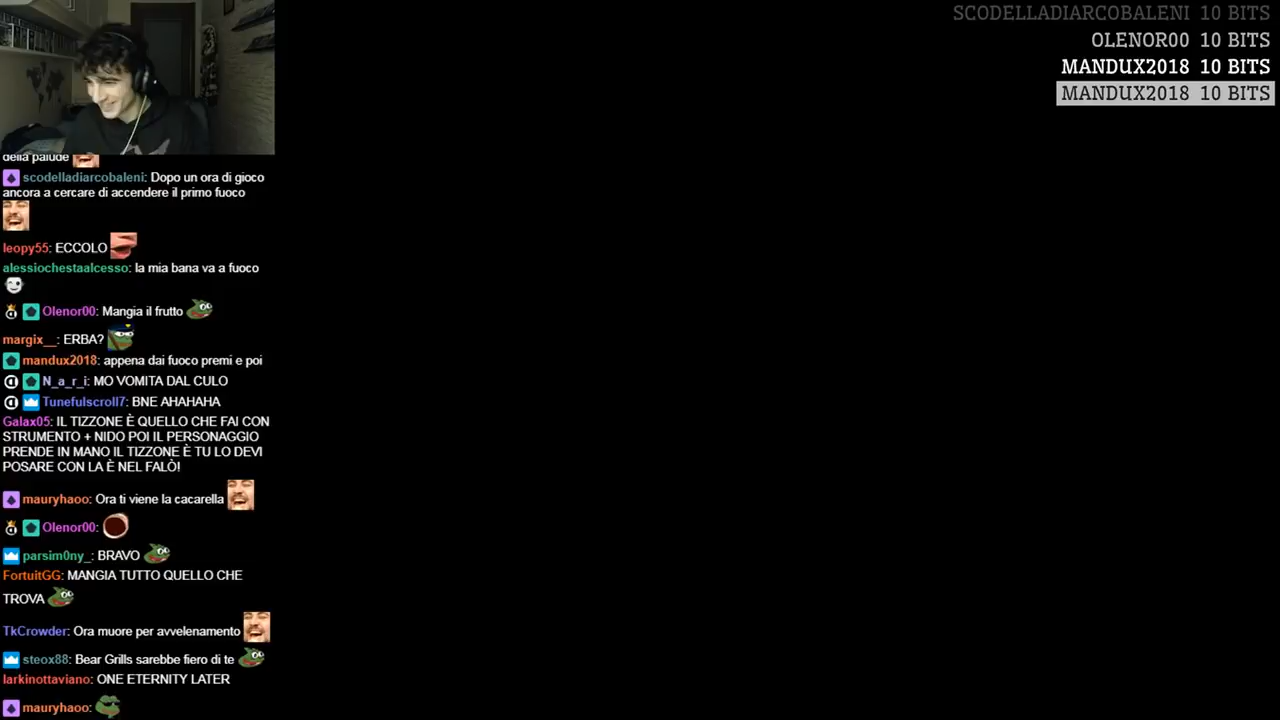 SCODELLADIARCOBALENI 10 BITS
OLENOR00 10 BITS
MANDUX2018 10 BITS
MANDUX2018 10 BITS
della palude
scodelladiarcobaleni: Dopo un ora di gioco
ancora a cercare di accendere il primo fuoco
leopy55: ECCOLO
alessiochestaalcesso: la mia bana va a fuoco
Olenor00: Mangia il frutto
margix__: ERBA?
mandux2018: appena dai fuoco premi e poi
N_a_r_i: MO VOMITA DAL CULO
Tunefulscroll7: BNE AHAHAHA
Galax05: IL TIZZONE È QUELLO CHE FAI CON
STRUMENTO + NIDO POI IL PERSONAGGIO
PRENDE IN MANO IL TIZZONE È TU LO DEVI
POSARE CON LA È NEL FALÒ!
mauryhaoo: Ora ti viene la cacarella
Olenor00:
parsim0ny_: BRAVO
FortuitGG: MANGIA TUTTO QUELLO CHE
TROVA
TkCrowder: Ora muore per avvelenamento
steox88: Bear Grills sarebbe fiero di te
larkinottaviano: ONE ETERNITY LATER
mauryhaoo: